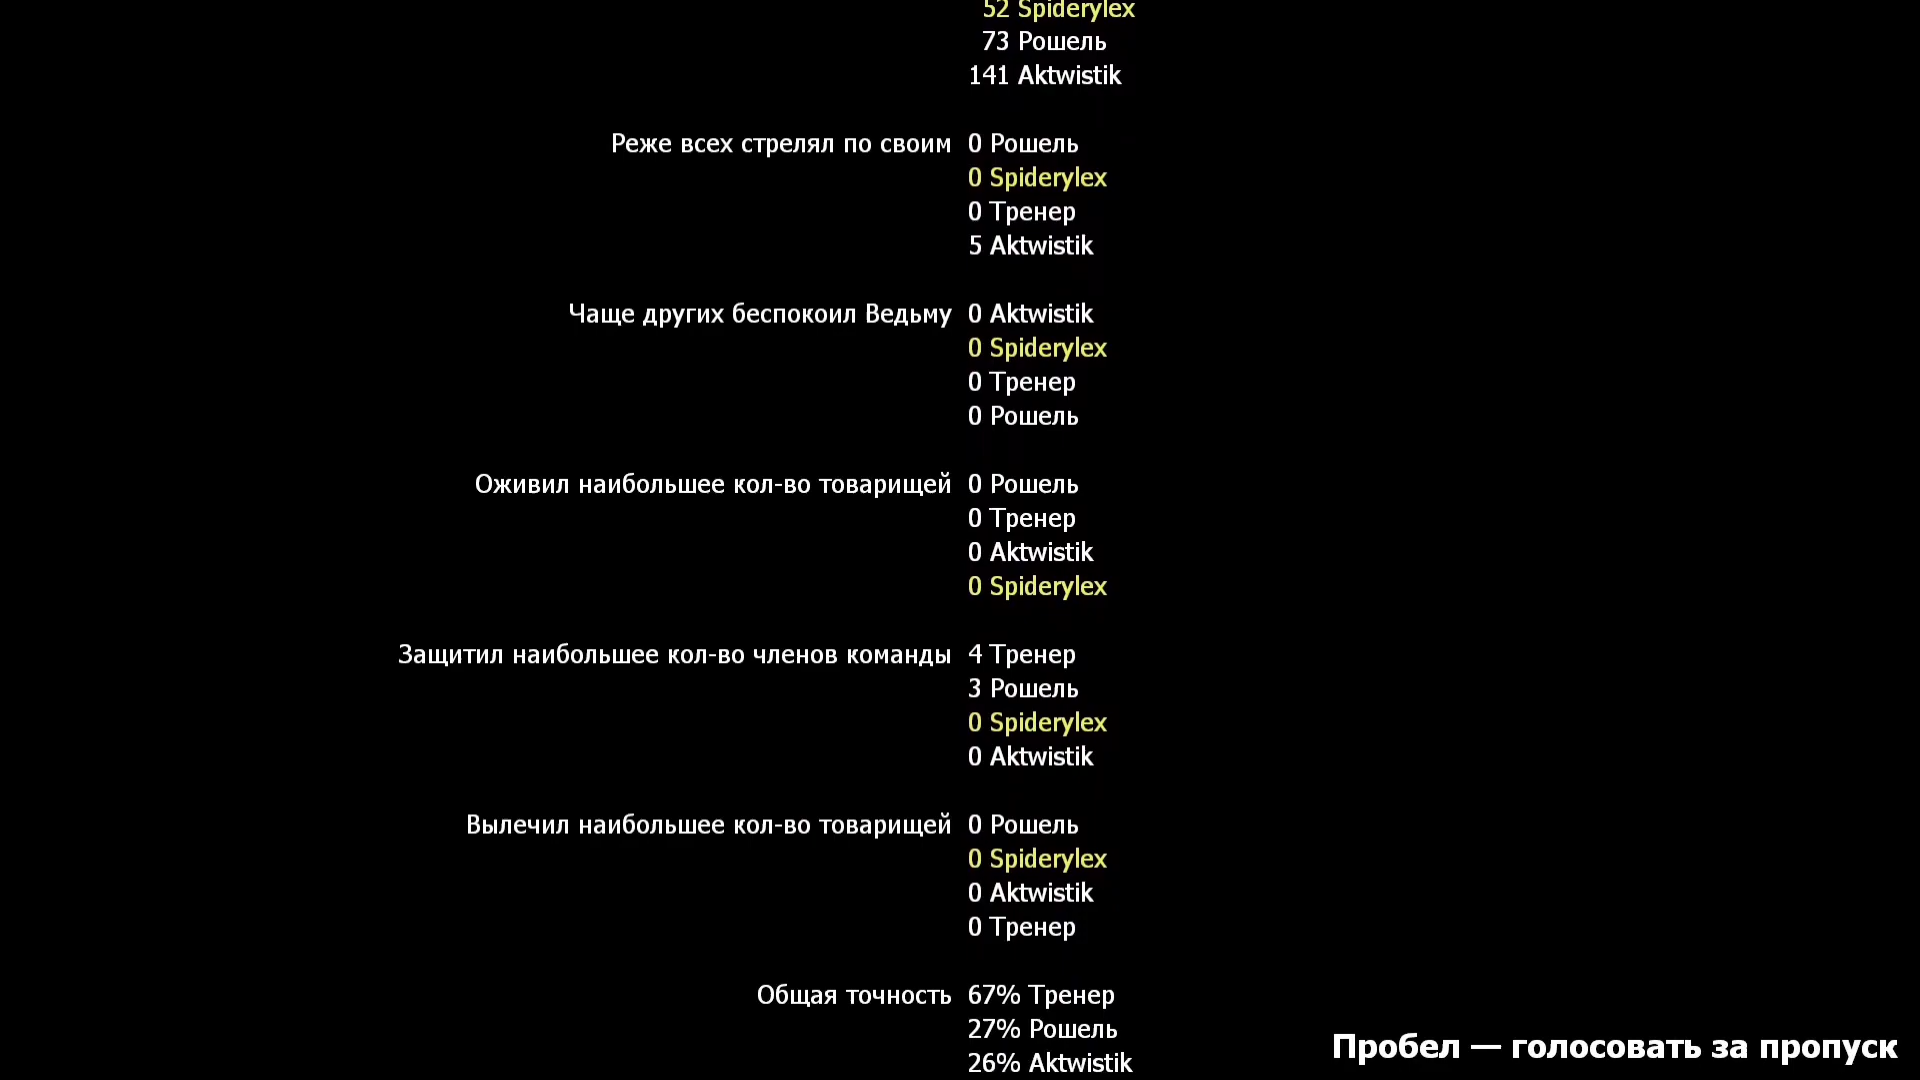 52 Spiderylex
73 Рошель
141 Aktwistik
Реже всех стрелял по своим 0 Рошель
0 Spiderylex
0 Тренер
5 Aktwistik
Чаще других беспокоил Ведьму 0 Aktwistik
0 Spiderylex
0 Тренер
0 Рошель
Оживил наибольшее кол-во товарищей 0 Рошель
0 Тренер
0 Aktwistik
0 Spiderylex
Защитил наибольшее кол-во членов команды 4 Тренер
3 Рошель
0 Spiderylex
0 Aktwistik
Вылечил наибольшее кол-во товарищей 0 Рошель
0 Spiderylex
0 Aktwistik
0 Тренер
Общая точность 67% Тренер
27% Рошель
26% Aktwistik
Пробел — голосовать за пропуск